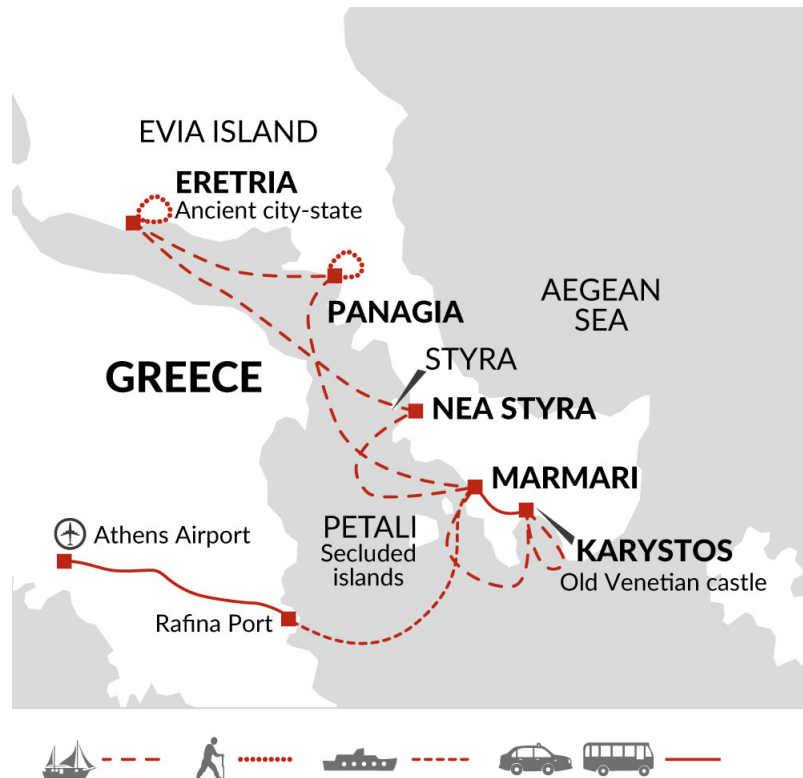 EVIA ISLAND
ERETRIA
Ancient city-state
PANAGIA
AEGEAN
SEA
STYRA
GREECE
NEA STYRA
MARMARI
PETALI
Secluded
islands
Athens Airport
KARYSTOS
Old Venetian castle
Rafina Port